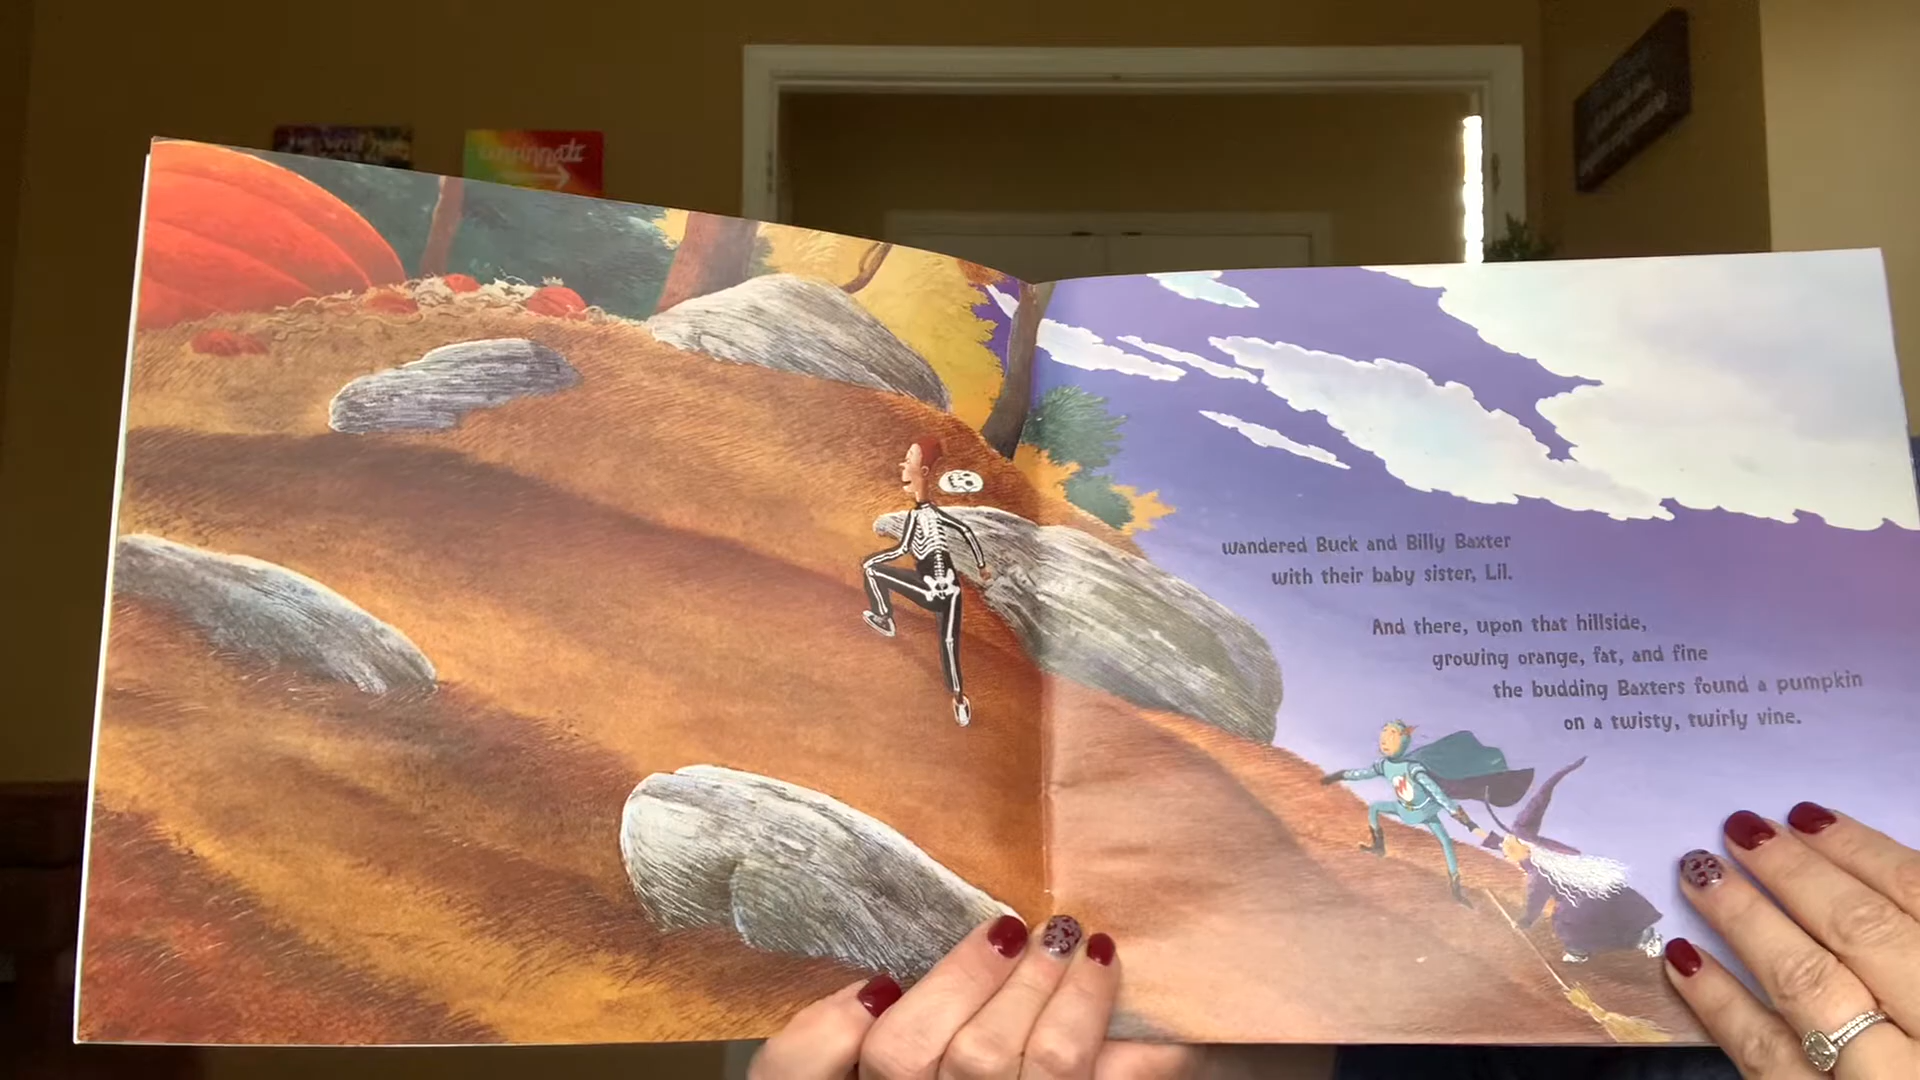 cincinnati
wandered Buck and Billy Baxter
with their baby sister, Lil.
And there, upon that hillside,
growing orange, fat, and fine
the budding Baxters found a pumpkin
on a twisty, twirly vine.